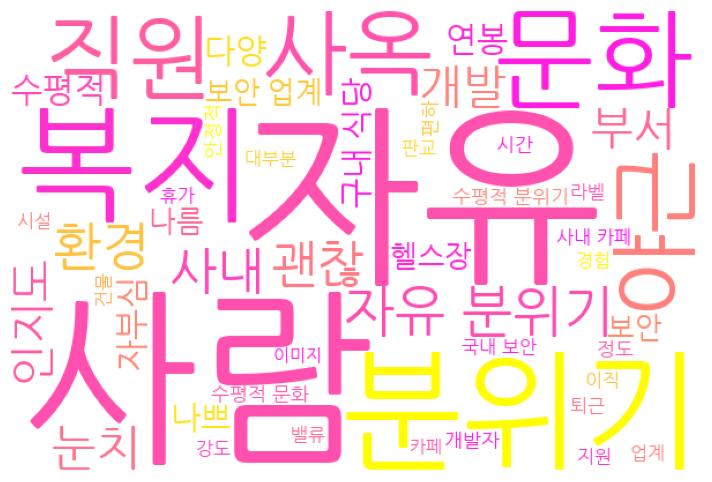 직원
사옥
문화
다양
연봉
수평적
보안 업계
개발
복지
자유
부서
안정적
구내 식당
편하
시간
대부분
판교
야근
휴가
수평적 분위기
라벨
시설
나름
환경
사내
괜찮
헬스장
사내 카페
경험
인지도
건물
자부심
자유 분위기
보안
사람
이미지
국내 보안
정도
분위기
수평적 문화
이직
나쁘
퇴근
눈치
강도
밸류
카페
개발자
지원
업계